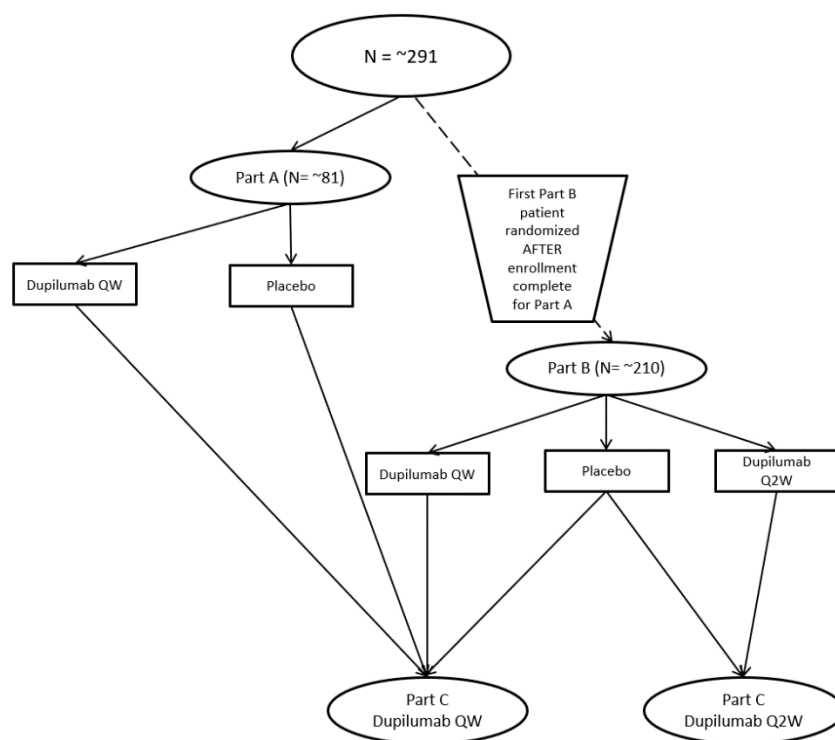 N = ~291
Part A (N= ~81)
First Part B
patient
randomized
AFTER
enrollment
complete
for Part A
Dupilumab QW
Placebo
Part B (N= ~210)
Dupilumab QW
Placebo
Dupilumab
Q2W
Part C
Dupilumab QW
Part C
Dupilumab Q2W